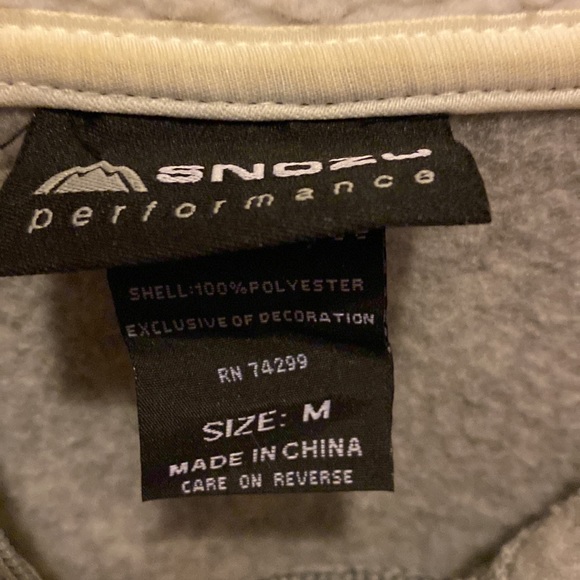 SNOZU
performance
SHELL:100%POLYESTER
EXCLUSIVE OF DECORATION
RN 74299
SIZE: M
MADE IN CHINA
CARE ON REVERSE